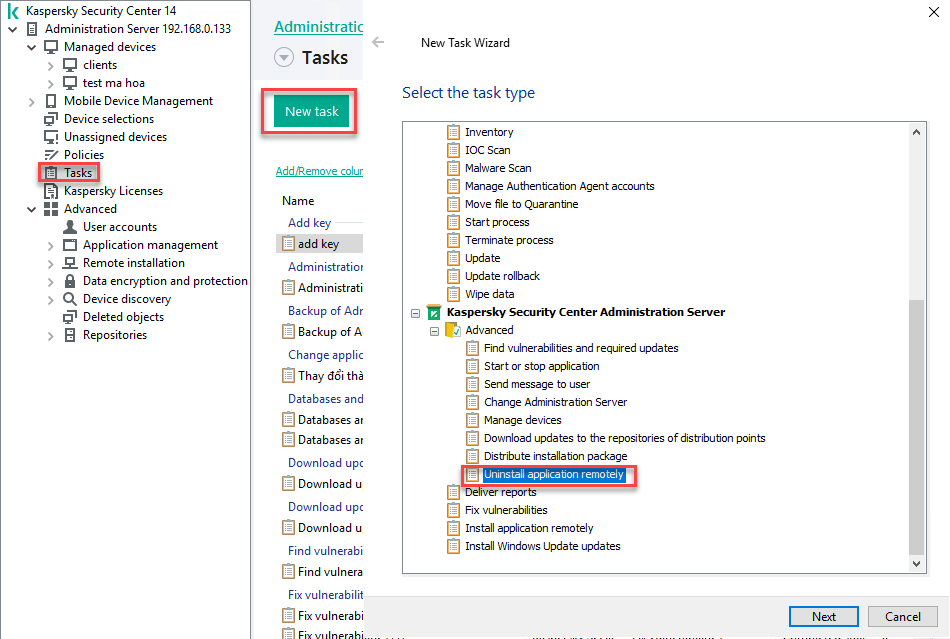 Kaspersky Security Center 14
Administration Server 192.168.0.133
Managed devices
clients
test ma hoa
Mobile Device Management
Device selections
Unassigned devices
Policies
Tasks
Kaspersky Licenses
Advanced
User accounts
Application management
Remote installation
Data encryption and protection
Device discovery
Deleted objects
Repositories
Administratio
Tasks
New task
Add/Remove colur
Name
Add key
add key
Administration
Administrati
Backup of Adr
Backup of A
Change applic
Thay đổi thà
Databases and
Databases ar
Databases ar
Download upd
Download u
Download upd
Download u
Find vulnerabi
Find vulnera
Fix vulnerabilit
Fix vulnerabi
Fix vulnerabi
New Task Wizard
Select the task type
Inventory
IOC Scan
Malware Scan
Manage Authentication Agent accounts
Move file to Quarantine
Start process
Terminate process
Update
Update rollback
Wipe data
Kaspersky Security Center Administration Server
Advanced
Find vulnerabilities and required updates
Start or stop application
Send message to user
Change Administration Server
Manage devices
Download updates to the repositories of distribution points
Distribute installation package
Uninstall application remotely
Deliver reports
Fix vulnerabilities
Install application remotely
Install Windows Update updates
Next
Cancel